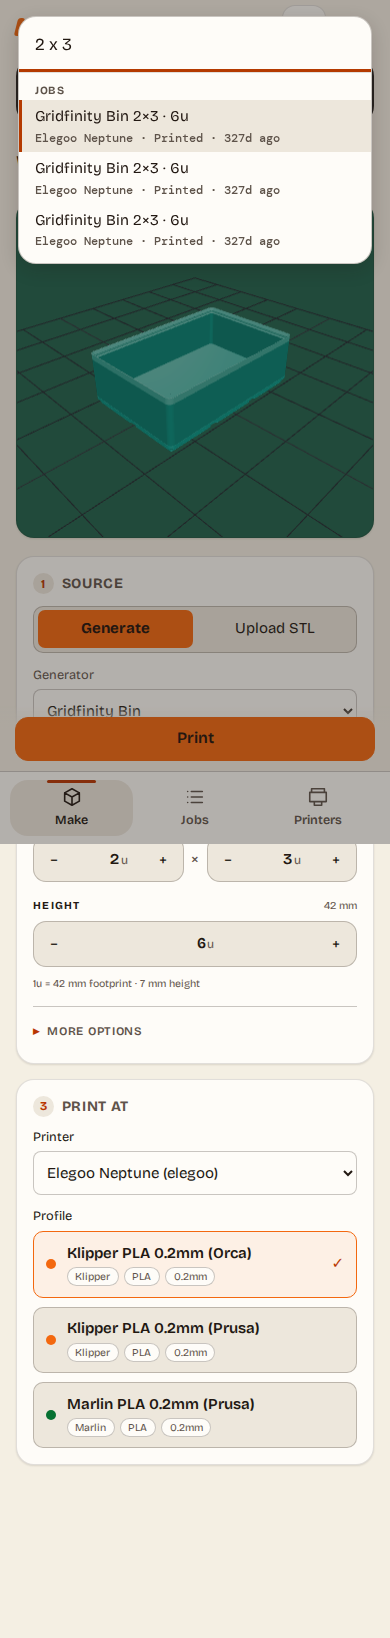 2 x 3
JOBS
Gridfinity Bin 2×3 · 6u
Elegoo Neptune · Printed · 327d ago
Gridfinity Bin 2×3 · 6u
Elegoo Neptune · Printed · 327d ago
Gridfinity Bin 2×3 · 6u
Elegoo Neptune · Printed · 327d ago
1 SOURCE
Generate Upload STL
Generator
Gridfinity Bin
Print
Make Jobs Printers
− 2 u + × − 3 u +
HEIGHT 42 mm
− 6 u +
1u = 42 mm footprint · 7 mm height
▶ MORE OPTIONS
3 PRINT AT
Printer
Elegoo Neptune (elegoo)
Profile
Klipper PLA 0.2mm (Orca) ✓
Klipper PLA 0.2mm
Klipper PLA 0.2mm (Prusa)
Klipper PLA 0.2mm
Marlin PLA 0.2mm (Prusa)
Marlin PLA 0.2mm